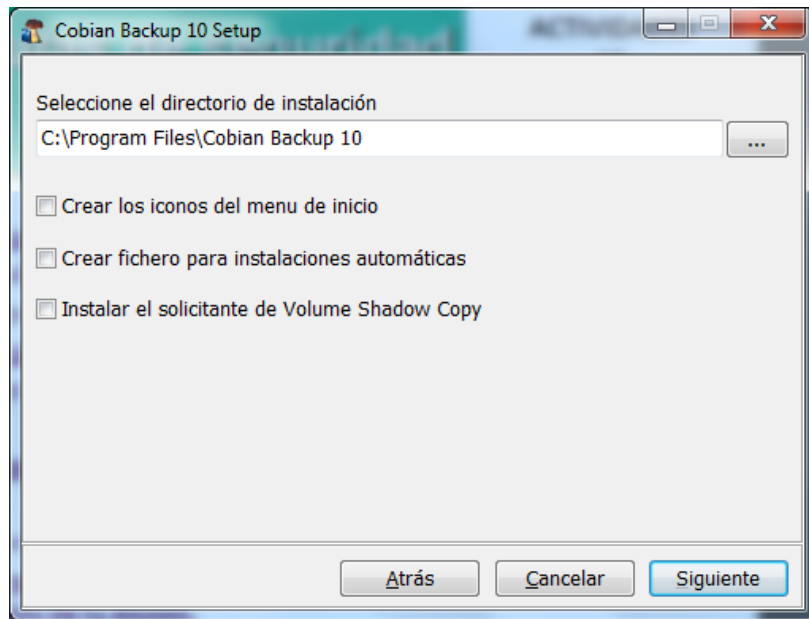 Cobian Backup 10 Setup
Seleccione el directorio de instalación
C:\Program Files\Cobian Backup 10
...
Crear los iconos del menu de inicio
Crear fichero para instalaciones automáticas
Instalar el solicitante de Volume Shadow Copy
Atrás Cancelar Siguiente